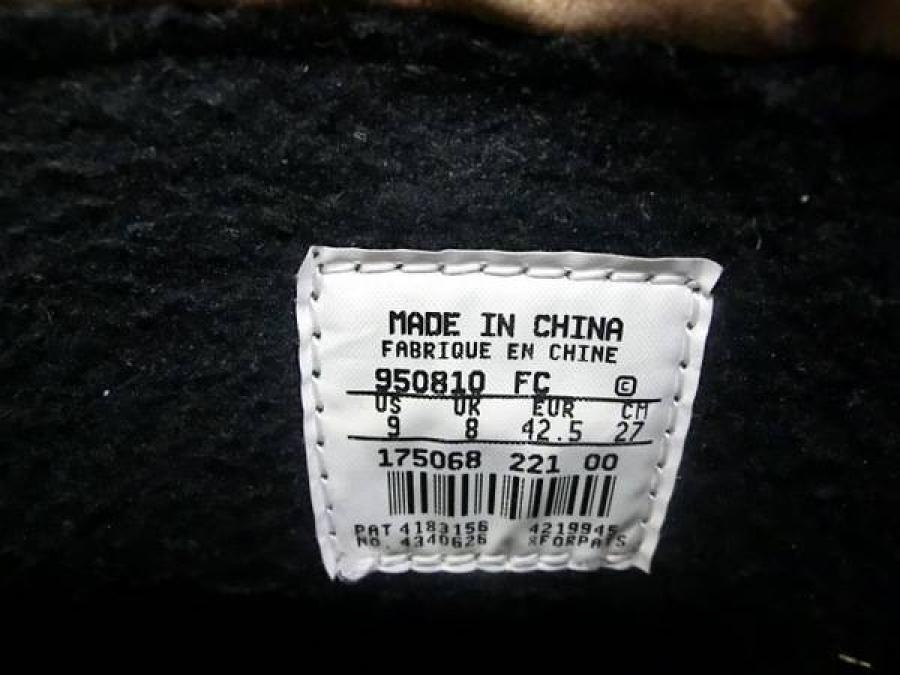 MADE IN CHINA
FABRIQUE EN CHINE
950810 FC ©
US UK EUR CM
9 8 42.5 27
175068 221 00
PAT 4183156 4219945
NO. 4340626 &FORPATS